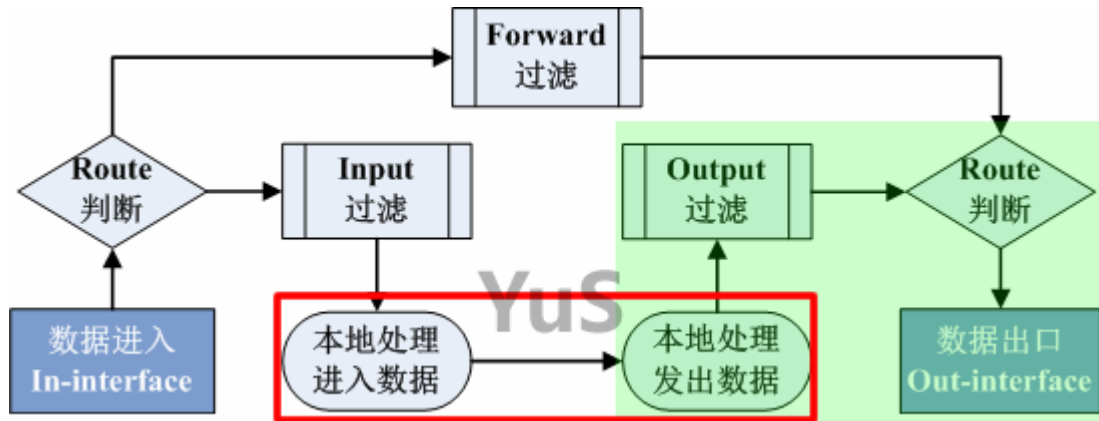 Forward
过滤
Route
判断
Input
过滤
Output
过滤
Route
判断
YuS
数据进入
In-interface
本地处理
进入数据
本地处理
发出数据
数据出口
Out-interface